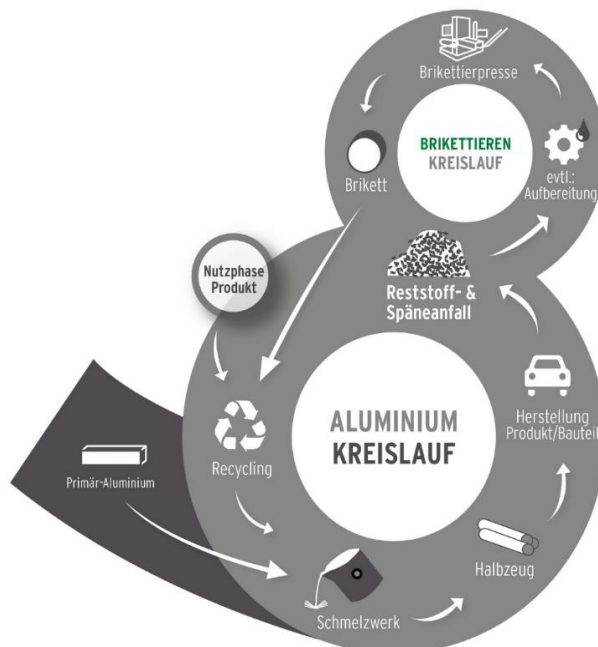 Brikettierpresse
BRIKETTIEREN
KREISLAUF
Brikett
evtl.:
Aufbereitung
Nutzphase
Produkt
Reststoff- &
Späneanfall
ALUMINIUM
KREISLAUF
Herstellung
Produkt/Bauteil
Recycling
Primär-Aluminium
Halbzeug
Schmelzwerk